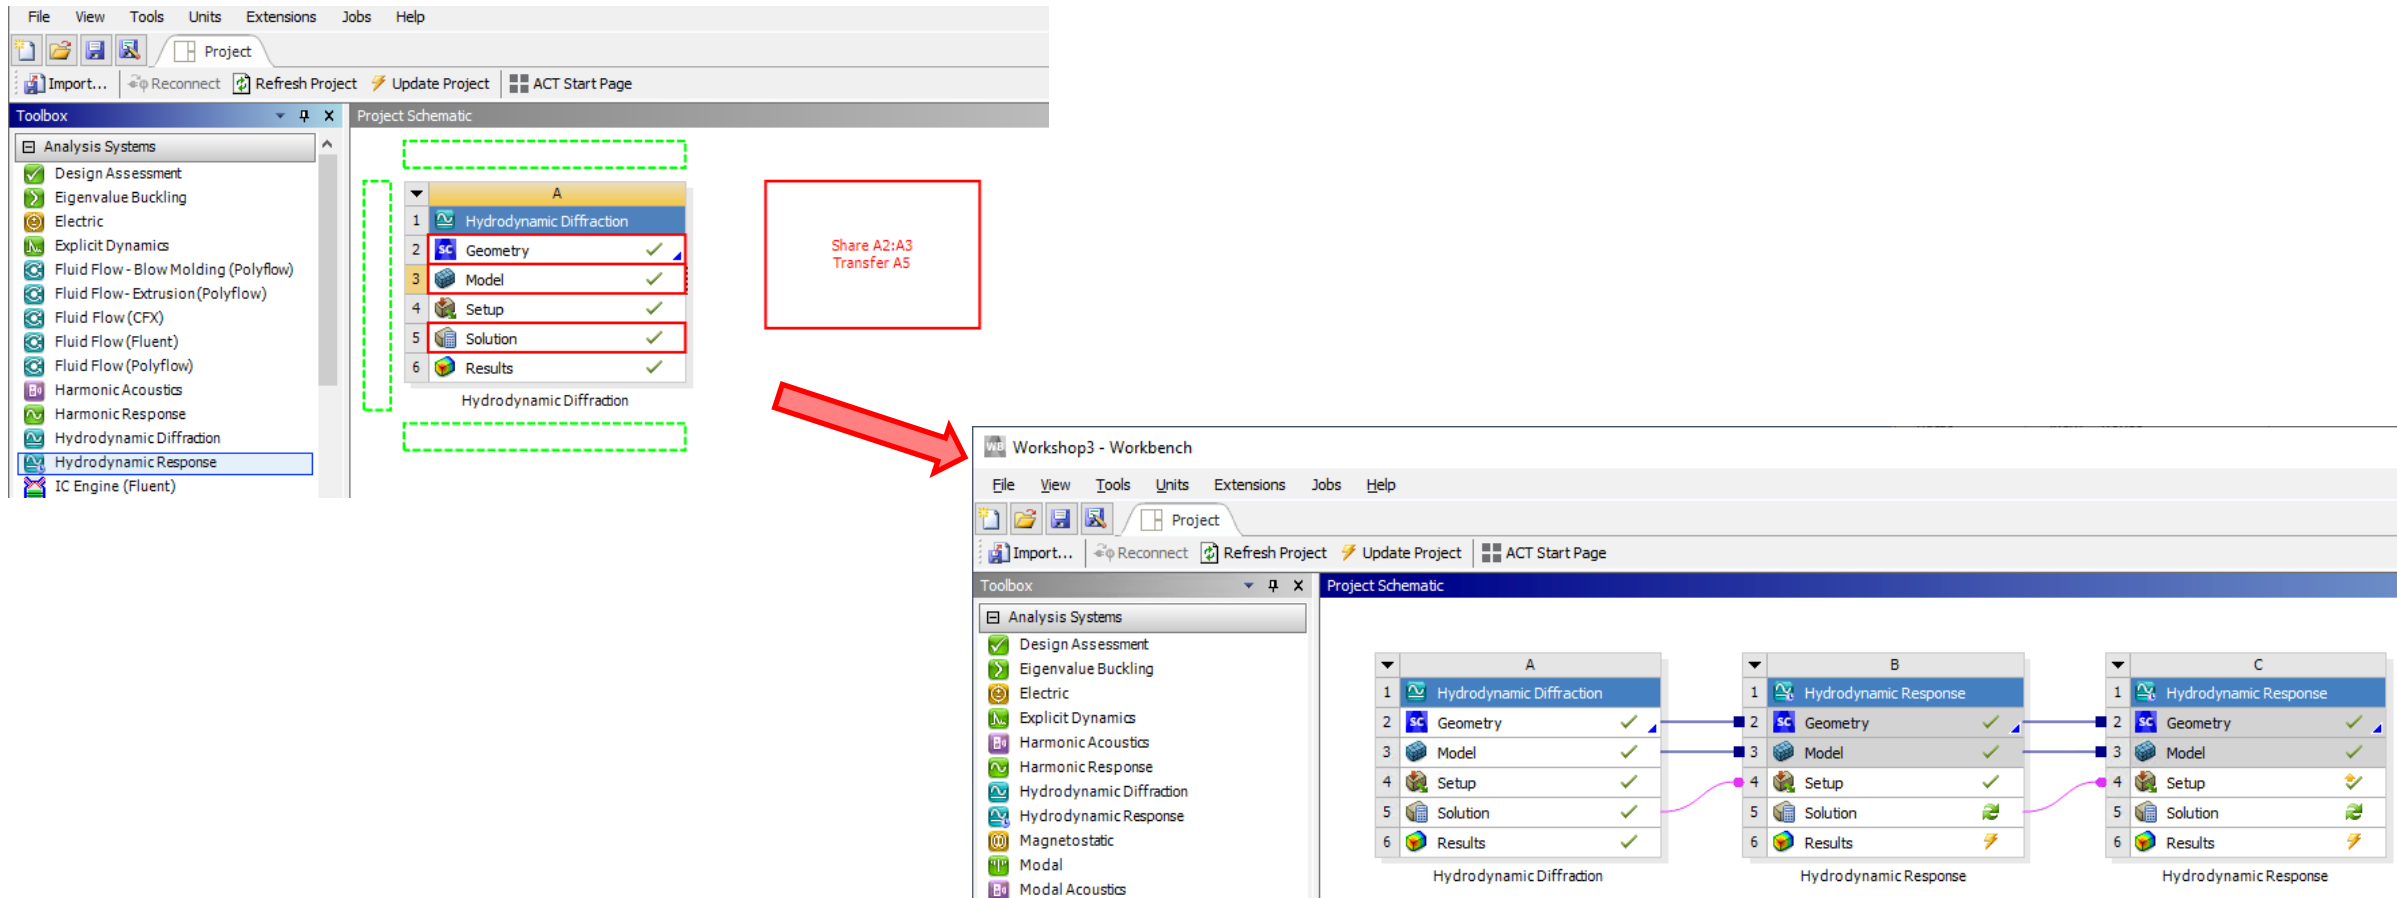 File View Tools Units Extensions Jobs Help
Project
Import... Reconnect Refresh Project Update Project ACT Start Page
Toolbox
Project Schematic
Analysis Systems
Design Assessment
Eigenvalue Buckling
Electric
Explicit Dynamics
Fluid Flow - Blow Molding (Polyflow)
Fluid Flow - Extrusion (Polyflow)
Fluid Flow (CFX)
Fluid Flow (Fluent)
Fluid Flow (Polyflow)
Harmonic Acoustics
Harmonic Response
Hydrodynamic Diffraction
Hydrodynamic Response
IC Engine (Fluent)
A
1 Hydrodynamic Diffraction
2 SC Geometry
3 Model
4 Setup
5 Solution
6 Results
Hydrodynamic Diffraction
Share A2:A3
Transfer A5
WB Workshop3 - Workbench
File View Tools Units Extensions Jobs Help
Project
Import... Reconnect Refresh Project Update Project ACT Start Page
Toolbox
Project Schematic
Analysis Systems
Design Assessment
Eigenvalue Buckling
Electric
Explicit Dynamics
Harmonic Acoustics
Harmonic Response
Hydrodynamic Diffraction
Hydrodynamic Response
Magnetostatic
Modal
Modal Acoustics
A
1 Hydrodynamic Diffraction
2 SC Geometry
3 Model
4 Setup
5 Solution
6 Results
Hydrodynamic Diffraction
B
1 Hydrodynamic Response
2 SC Geometry
3 Model
4 Setup
5 Solution
6 Results
Hydrodynamic Response
C
1 Hydrodynamic Response
2 SC Geometry
3 Model
4 Setup
5 Solution
6 Results
Hydrodynamic Response